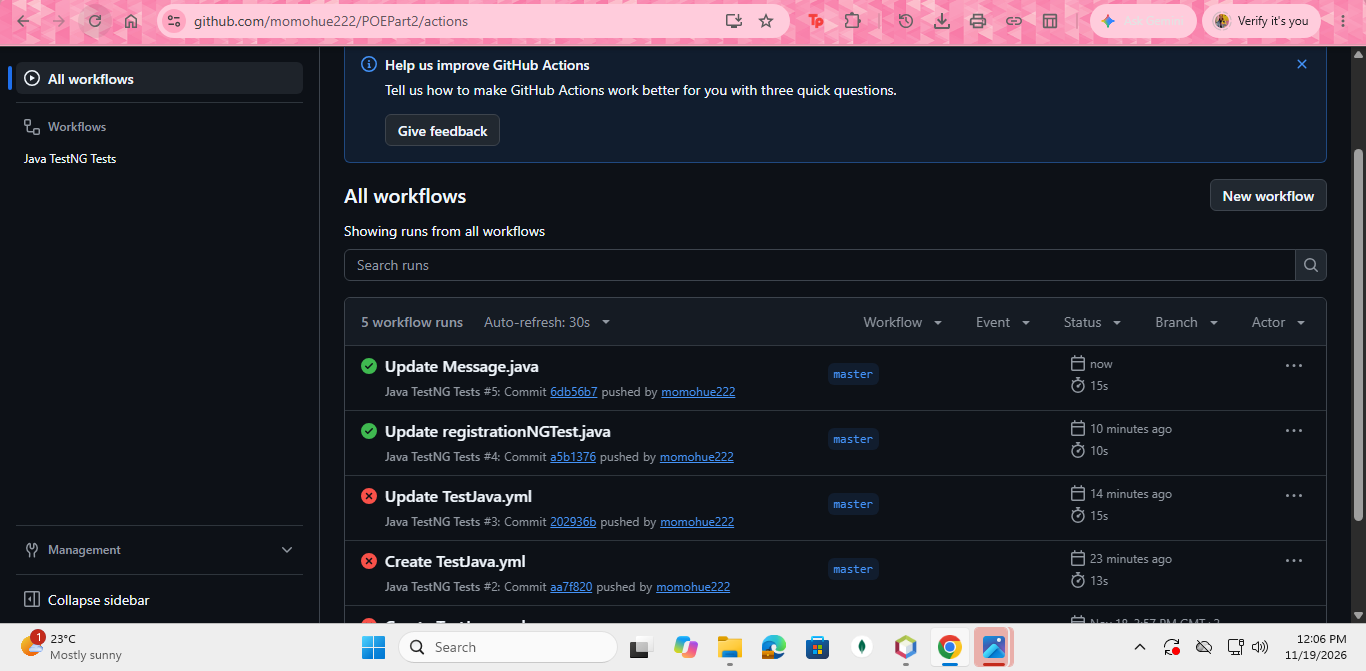 github.com/momohue222/POEPart2/actions
Tp
Ask Gemini
Verify it's you
All workflows
Workflows
Java TestNG Tests
Management
Collapse sidebar
Help us improve GitHub Actions
Tell us how to make GitHub Actions work better for you with three quick questions.
Give feedback
All workflows
New workflow
Showing runs from all workflows
Search runs
5 workflow runs Auto-refresh: 30s Workflow Event Status Branch Actor
Update Message.java
master
now
Java TestNG Tests #5: Commit 6db56b7 pushed by momohue222
15s
Update registrationNGTest.java
master
10 minutes ago
Java TestNG Tests #4: Commit a5b1376 pushed by momohue222
10s
Update TestJava.yml
master
14 minutes ago
Java TestNG Tests #3: Commit 202936b pushed by momohue222
15s
Create TestJava.yml
master
23 minutes ago
Java TestNG Tests #2: Commit aa7f820 pushed by momohue222
13s
1
23°C
Mostly sunny
Search
12:06 PM
11/19/2026